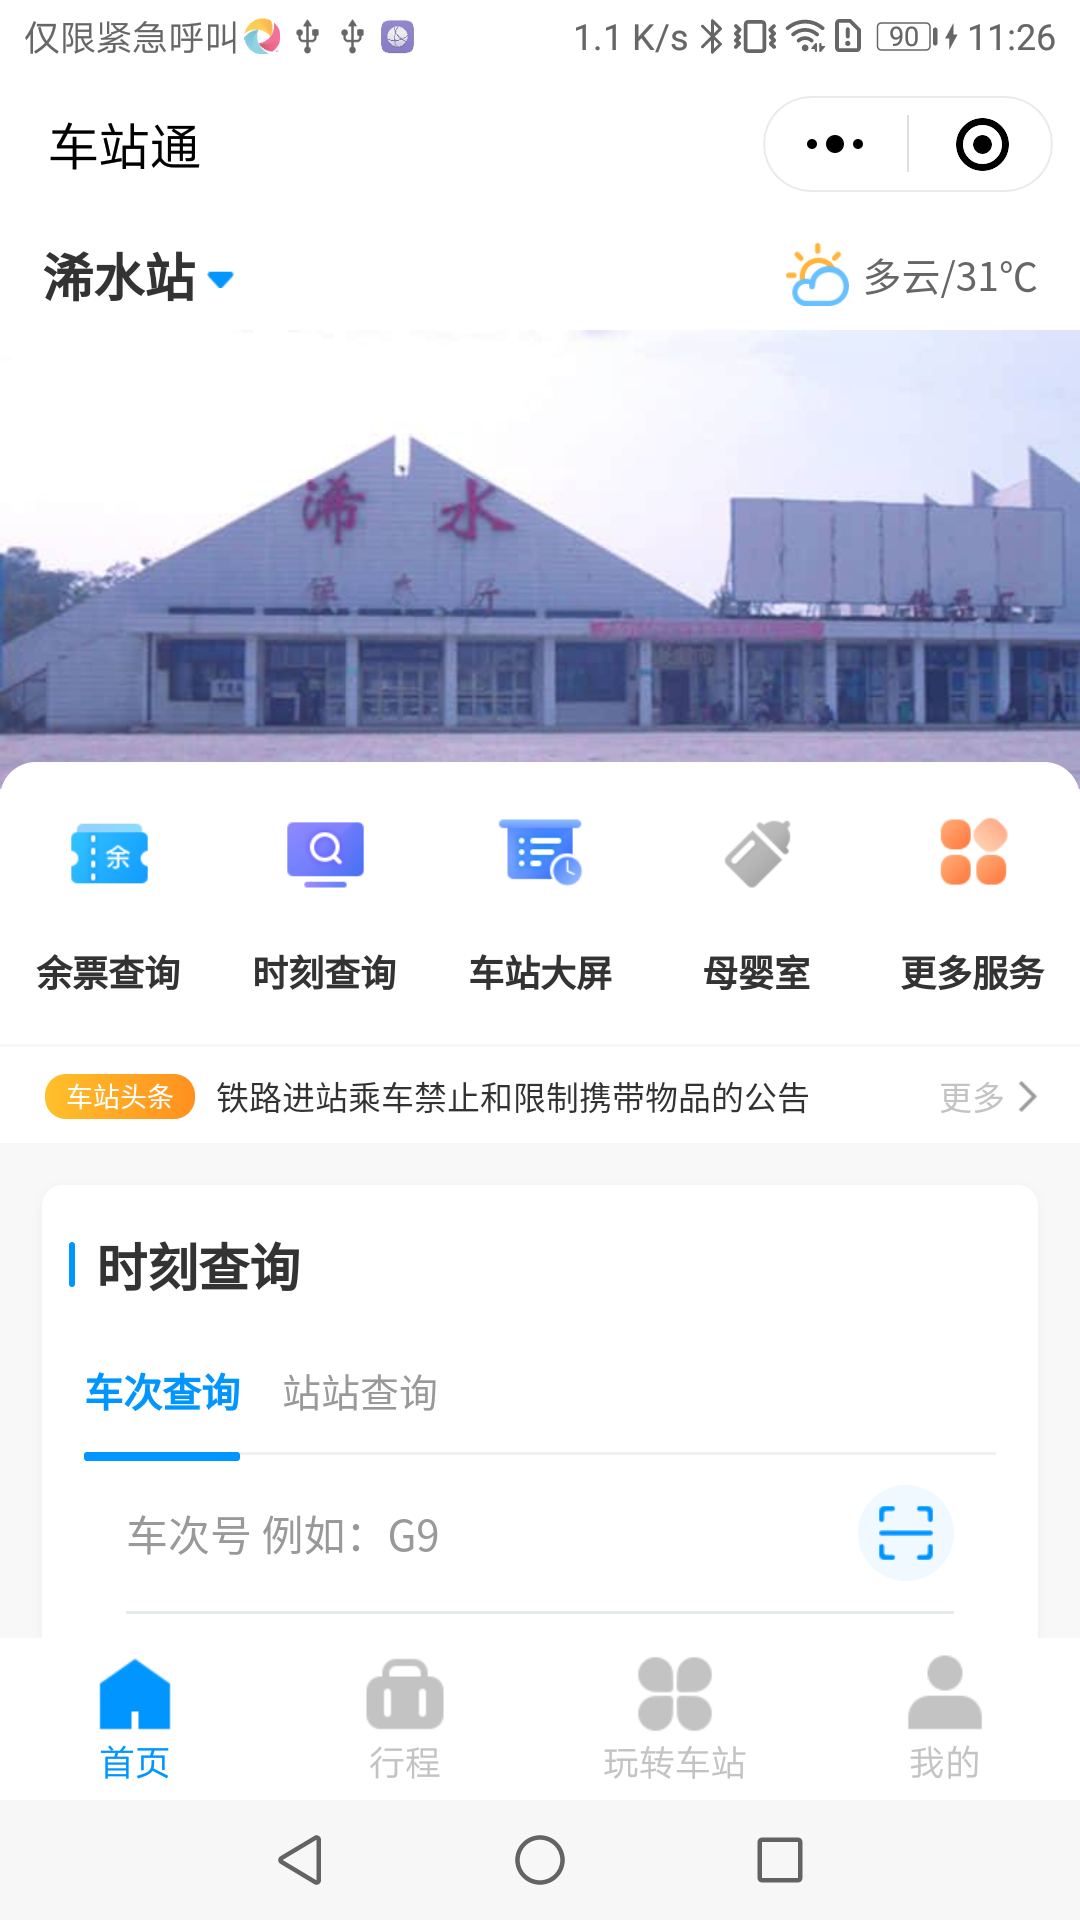 仅限紧急呼叫 1.1 K/s 90 11:26
车站通
浠水站 多云/31°C
浠 水
候 车 厅
余
余票查询 时刻查询 车站大屏 母婴室 更多服务
车站头条 铁路进站乘车禁止和限制携带物品的公告 更多
时刻查询
车次查询 站站查询
车次号 例如：G9
首页 行程 玩转车站 我的